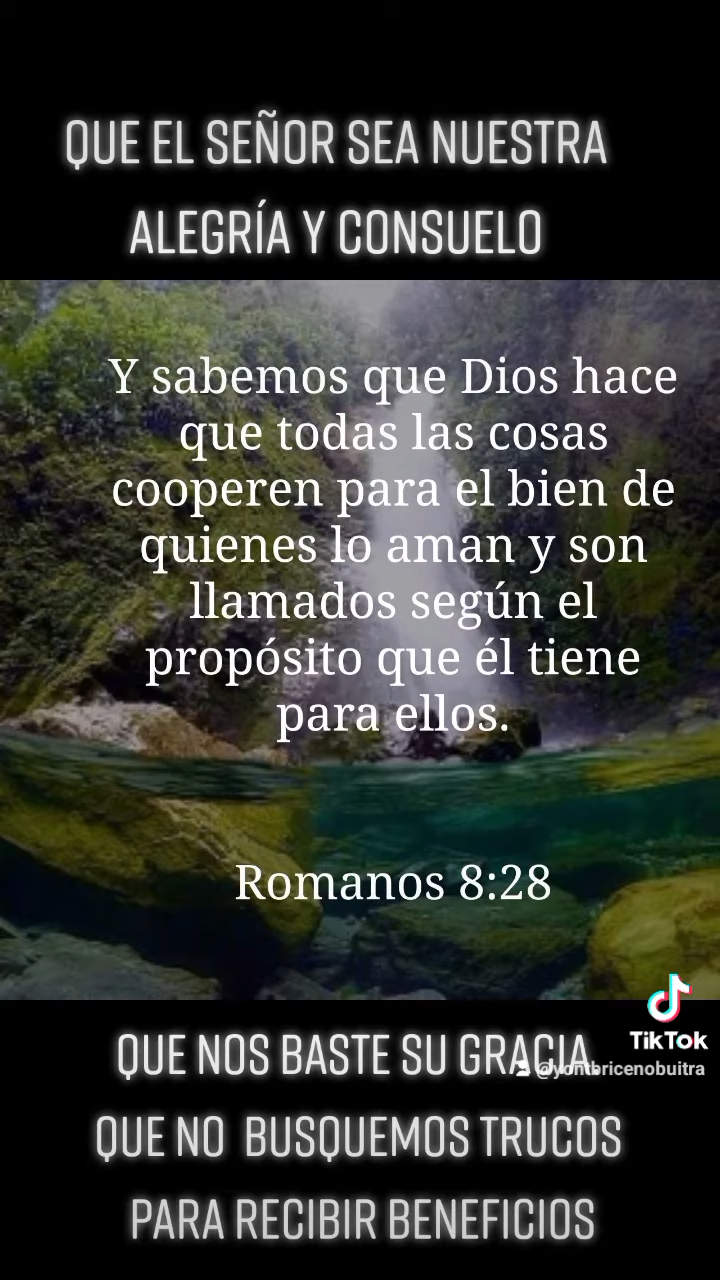 QUE EL SEÑOR SEA NUESTRA
ALEGRÍA Y CONSUELO
Y sabemos que Dios hace
que todas las cosas
cooperen para el bien de
quienes lo aman y son
llamados según el
propósito que él tiene
para ellos.
Romanos 8:28
TikTok
QUE NOS BASTE SU GRACIA.
QUE NO BUSQUEMOS TRUCOS
PARA RECIBIR BENEFICIOS